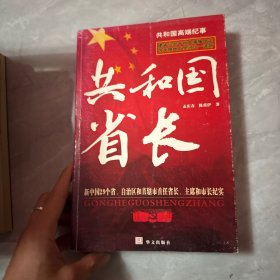 共和国高端纪事
共和国
省长
新中国29个省、自治区和直辖市首任省长、主席和市长纪实
GONGHEGUOSHENGZHANG
华文出版社